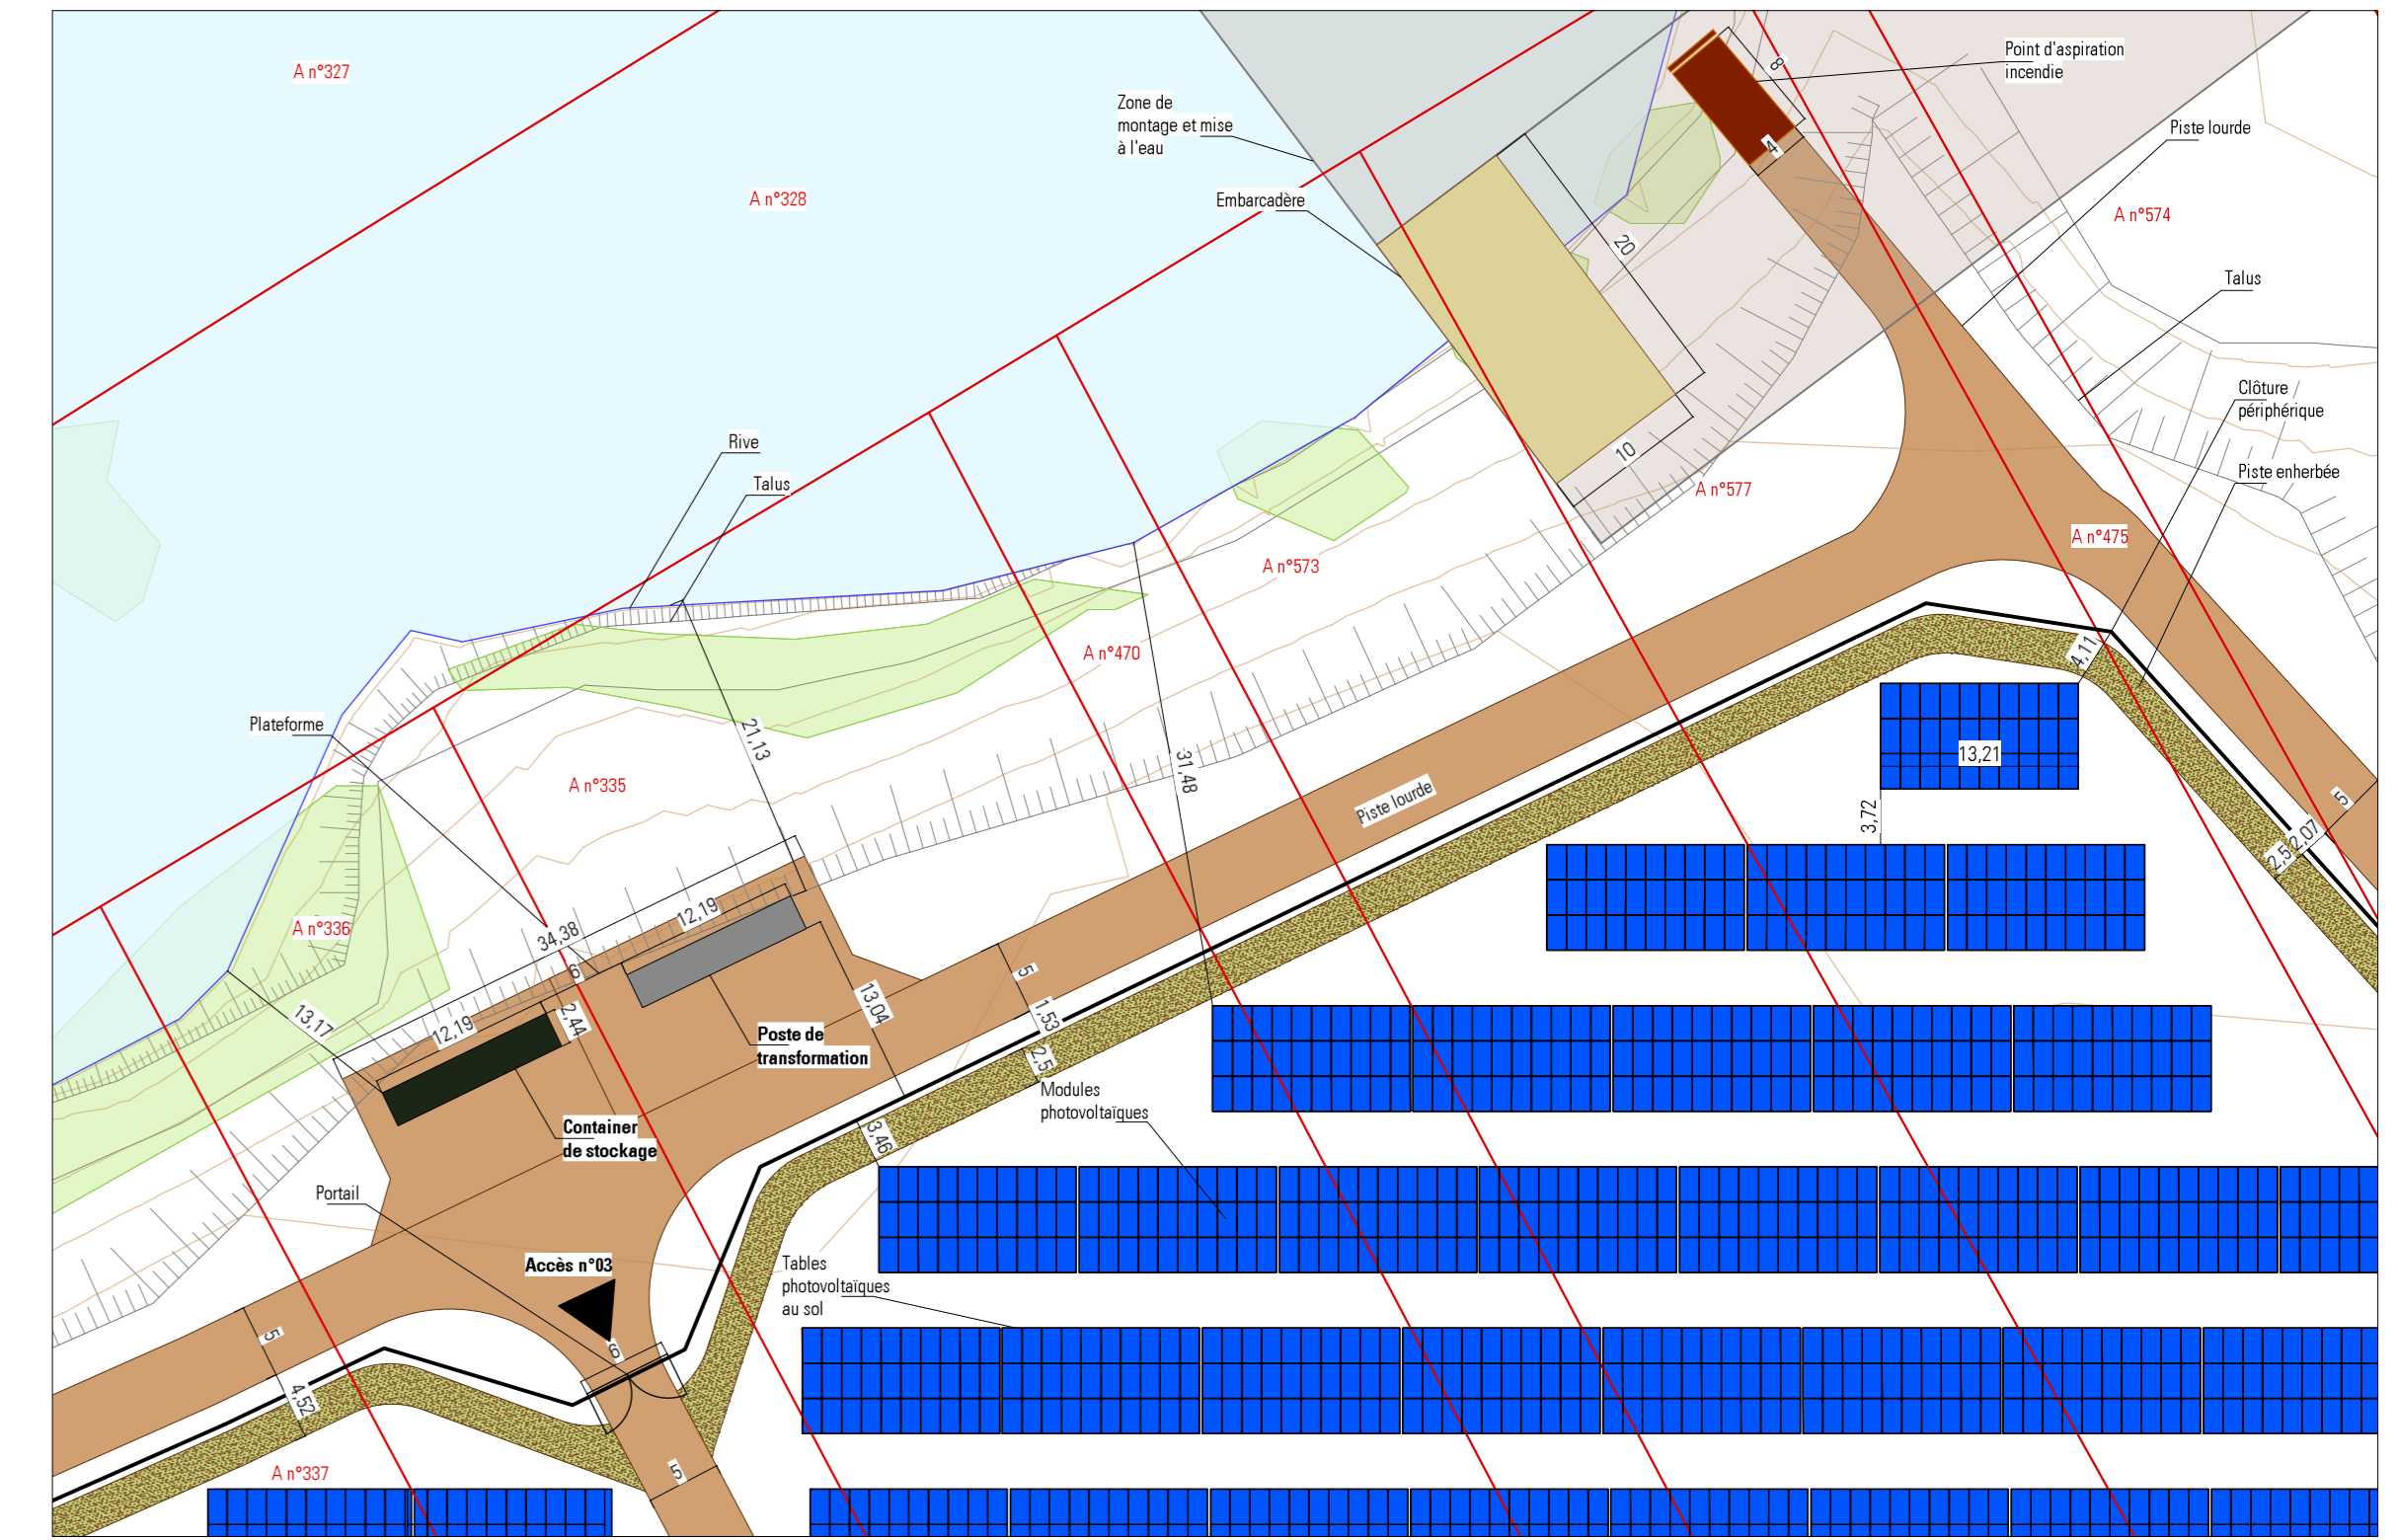 A n°327
Point d'aspiration
incendie
8
Zone de
montage et mise
à l'eau
Piste lourde
4
A n°328
Embarcadère
A n°574
20
Talus
Clôture
périphérique
Rive
10
Piste enherbée
Talus
A n°577
A n°475
A n°573
A n°470
4,11
Plateforme
21,13
13,21
31,48
A n°335
Piste lourde
3,72
5
2,07
2,5
A n°336
12,19
34,38
6
5
13,17
12,19
2,44
13,04
1,53
Poste de
transformation
2,5
Modules
photovoltaïques
Container
de stockage
3,46
Portail
Accès n°03
Tables
photovoltaïques
au sol
5
6
4,52
A n°337
5